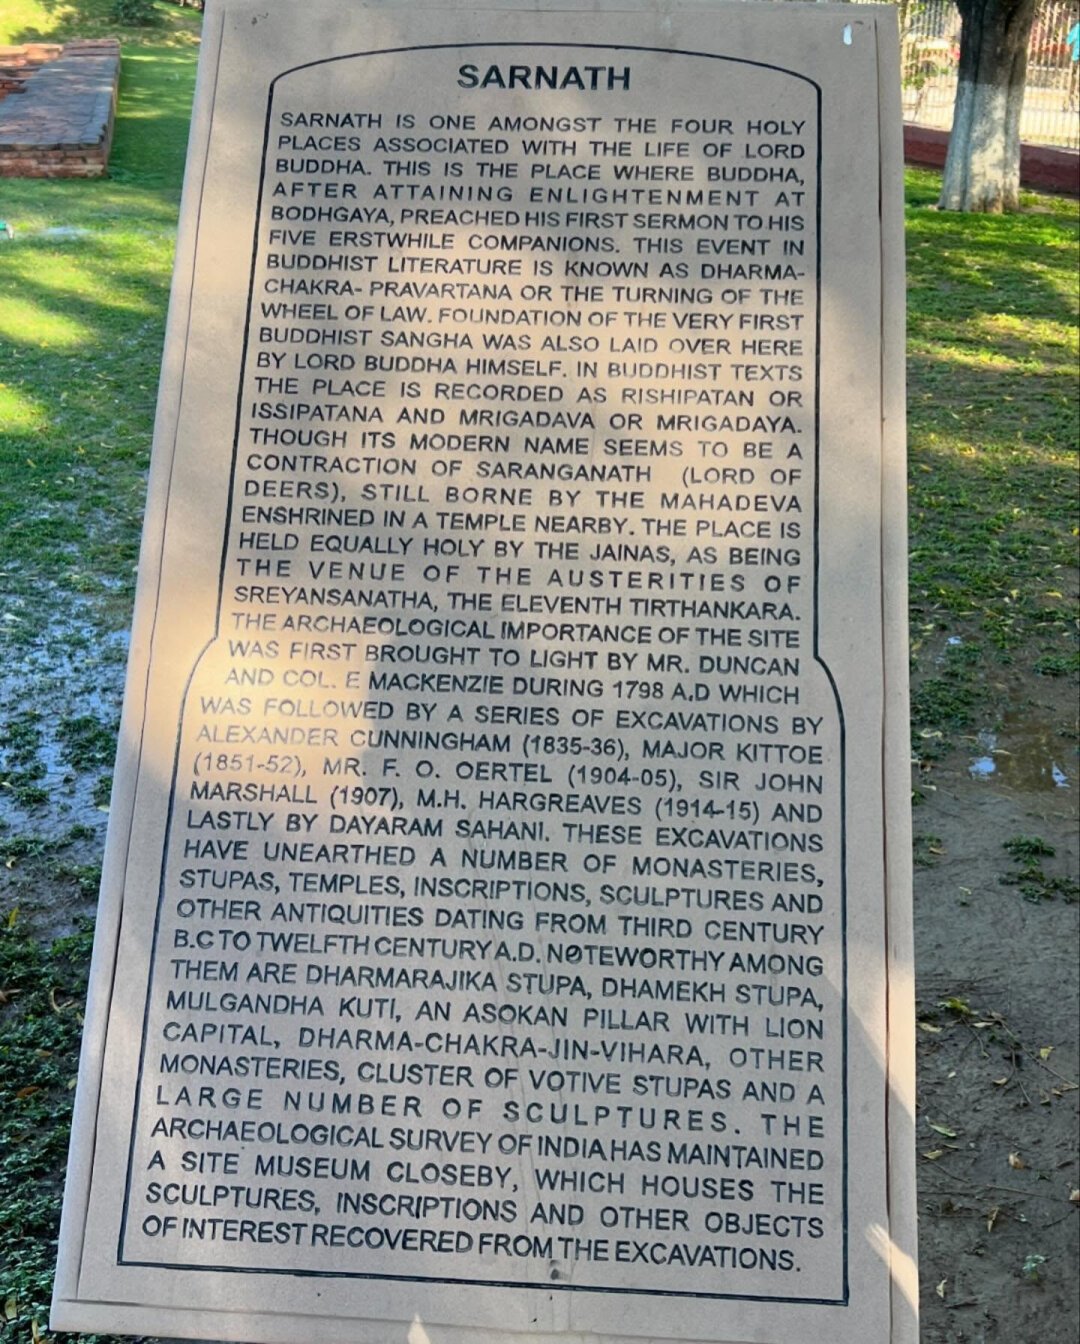 SARNATH
SARNATH IS ONE AMONGST THE FOUR HOLY
PLACES ASSOCIATED WITH THE LIFE OF LORD
BUDDHA. THIS IS THE PLACE WHERE BUDDHA,
AFTER ATTAINING ENLIGHTENMENT AT
BODHGAYA, PREACHED HIS FIRST SERMON TO HIS
FIVE ERSTWHILE COMPANIONS. THIS EVENT IN
BUDDHIST LITERATURE IS KNOWN AS DHARMA-
CHAKRA- PRAVARTANA OR THE TURNING OF THE
WHEEL OF LAW. FOUNDATION OF THE VERY FIRST
BUDDHIST SANGHA WAS ALSO LAID OVER HERE
BY LORD BUDDHA HIMSELF. IN BUDDHIST TEXTS
THE PLACE IS RECORDED AS RISHIPATAN OR
ISSIPATANA AND MRIGADAVA OR MRIGADAYA.
THOUGH ITS MODERN NAME SEEMS TO BE A
CONTRACTION OF SARANGANATH (LORD OF
DEERS), STILL BORNE BY THE MAHADEVA
ENSHRINED IN A TEMPLE NEARBY. THE PLACE IS
HELD EQUALLY HOLY BY THE JAINAS, AS BEING
THE VENUE OF THE AUSTERITIES OF
SREYANSANATHA, THE ELEVENTH TIRTHANKARA.
THE ARCHAEOLOGICAL IMPORTANCE OF THE SITE
WAS FIRST BROUGHT TO LIGHT BY MR. DUNCAN
AND COL. E MACKENZIE DURING 1798 A.D WHICH
WAS FOLLOWED BY A SERIES OF EXCAVATIONS BY
ALEXANDER CUNNINGHAM (1835-36), MAJOR KITTOE
(1851-52), MR. F. O. OERTEL (1904-05), SIR JOHN
MARSHALL (1907), M.H. HARGREAVES (1914-15) AND
LASTLY BY DAYARAM SAHANI. THESE EXCAVATIONS
HAVE UNEARTHED A NUMBER OF MONASTERIES,
STUPAS, TEMPLES, INSCRIPTIONS, SCULPTURES AND
OTHER ANTIQUITIES DATING FROM THIRD CENTURY
B.C TO TWELFTH CENTURY A.D. NOTEWORTHY AMONG
THEM ARE DHARMARAJIKA STUPA, DHAMEKH STUPA,
MULGANDHA KUTI, AN ASOKAN PILLAR WITH LION
CAPITAL, DHARMA-CHAKRA-JIN-VIHARA, OTHER
MONASTERIES, CLUSTER OF VOTIVE STUPAS AND A
LARGE NUMBER OF SCULPTURES. THE
ARCHAEOLOGICAL SURVEY OF INDIA HAS MAINTAINED
A SITE MUSEUM CLOSEBY, WHICH HOUSES THE
SCULPTURES, INSCRIPTIONS AND OTHER OBJECTS
OF INTEREST RECOVERED FROM THE EXCAVATIONS.